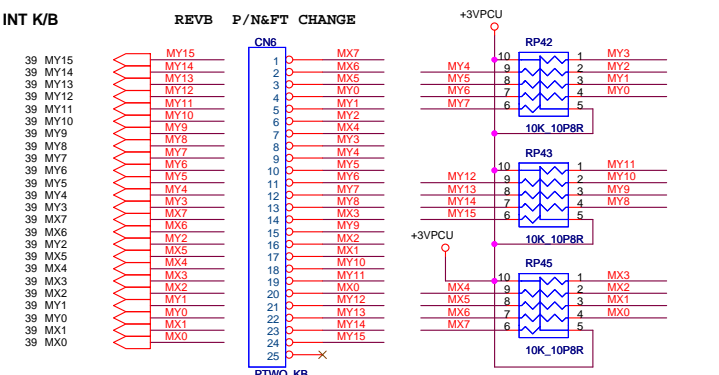 INT K/B REVB P/N&FT CHANGE +3VPCU
CN6 RP42
39 MY15 MY15 1 MX7
39 MY14 MY14 2 MX6
39 MY13 MY13 3 MX5
39 MY12 MY12 4 MY0
39 MY11 MY11 5 MY1
39 MY10 MY10 6 MY2
39 MY9 MY9 7 MX4
39 MY8 MY8 8 MY3
39 MY7 MY7 9 MY4
39 MY6 MY6 10 MY5
39 MY5 MY5 11 MY6
39 MY4 MY4 12 MY7
39 MY3 MY3 13 MY8
39 MX7 MX7 14 MX3
39 MX6 MX6 15 MY9
39 MY2 MY2 16 MX2
39 MX5 MX5 17 MX1
39 MX4 MX4 18 MY10
39 MX3 MX3 19 MY11
39 MX2 MX2 20 MX0
39 MY1 MY1 21 MY12
39 MY0 MY0 22 MY13
39 MX1 MX1 23 MY14
39 MX0 MX0 24 MY15
25
PTWO_KB
10 1 MY3
MY4 9 2 MY2
MY5 8 3 MY1
MY6 7 4 MY0
MY7 6 5
10K_10P8R
RP43
10 1 MY11
MY12 9 2 MY10
MY13 8 3 MY9
MY14 7 4 MY8
MY15 6 5
10K_10P8R
+3VPCU
RP45
10 1 MX3
MX4 9 2 MX2
MX5 8 3 MX1
MX6 7 4 MX0
MX7 6 5
10K_10P8R